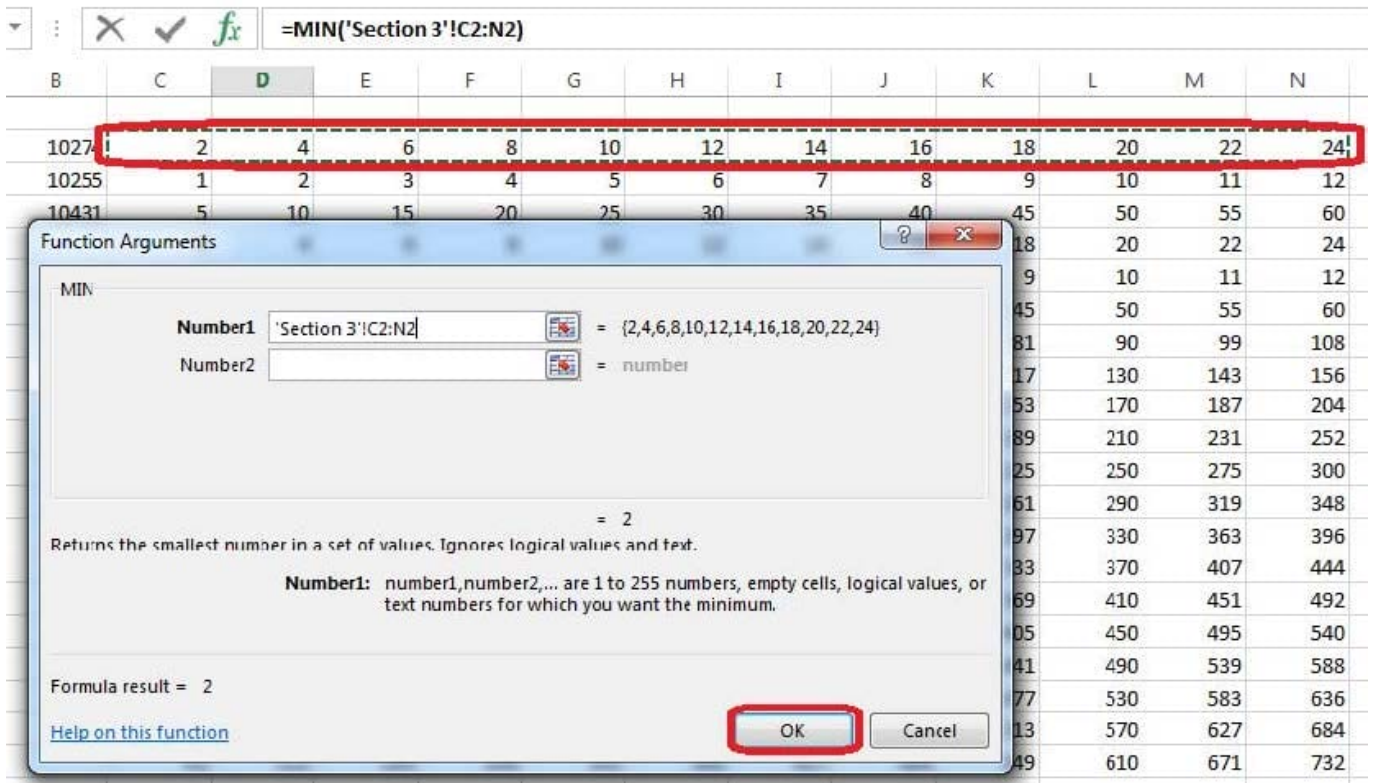 =MIN('Section 3'!C2:N2)
B C D E F G H I J K L M N
10274 2 4 6 8 10 12 14 16 18 20 22 24
10255 1 2 3 4 5 6 7 8 9 10 11 12
10431 5 10 15 20 25 30 35 40 45 50 55 60
Function Arguments ?
18 20 22 24
9 10 11 12
MIN
45 50 55 60
Number1 'Section 3'!C2:N2 = {2,4,6,8,10,12,14,16,18,20,22,24}
81 90 99 108
Number2 = number
17 130 143 156
53 170 187 204
89 210 231 252
25 250 275 300
61 290 319 348
= 2
Returns the smallest number in a set of values. Ignores logical values and text.
97 330 363 396
33 370 407 444
Number1: number1,number2,... are 1 to 255 numbers, empty cells, logical values, or
text numbers for which you want the minimum.
69 410 451 492
05 450 495 540
41 490 539 588
Formula result = 2
77 530 583 636
Help on this function OK Cancel
13 570 627 684
49 610 671 732